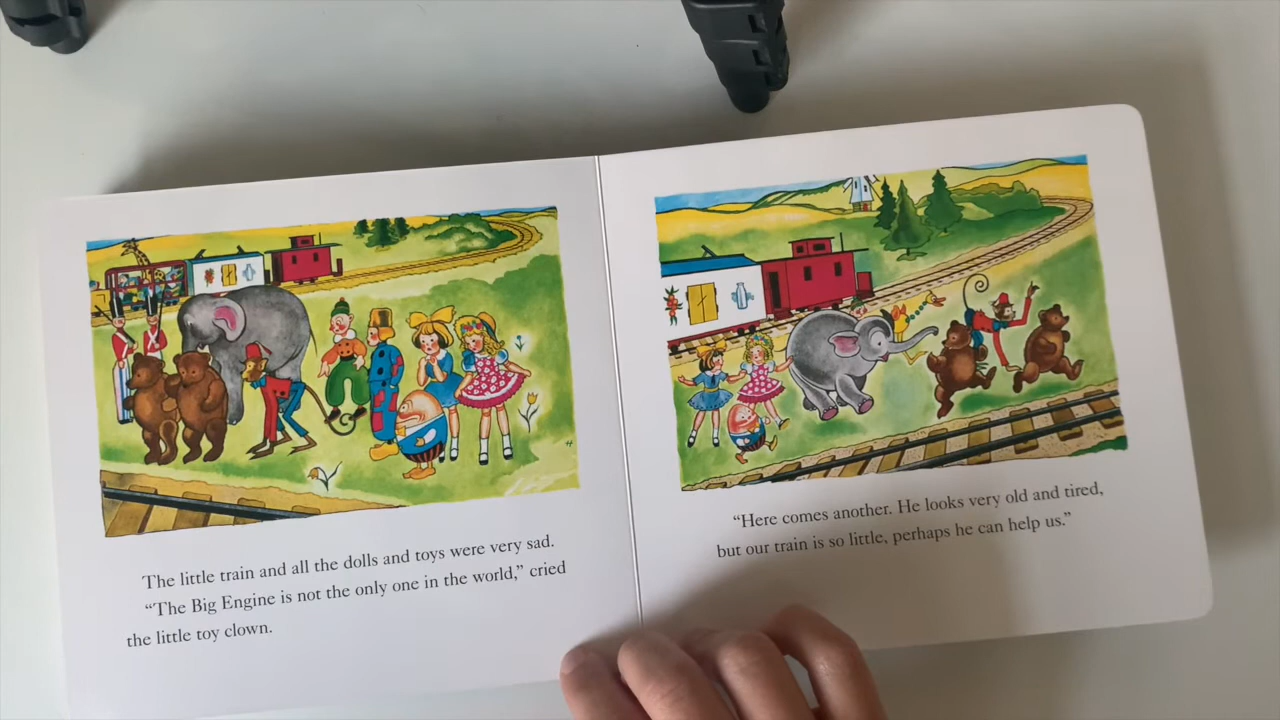 The little train and all the dolls and toys were very sad.
“The Big Engine is not the only one in the world,” cried
the little toy clown.
“Here comes another. He looks very old and tired,
but our train is so little, perhaps he can help us.”